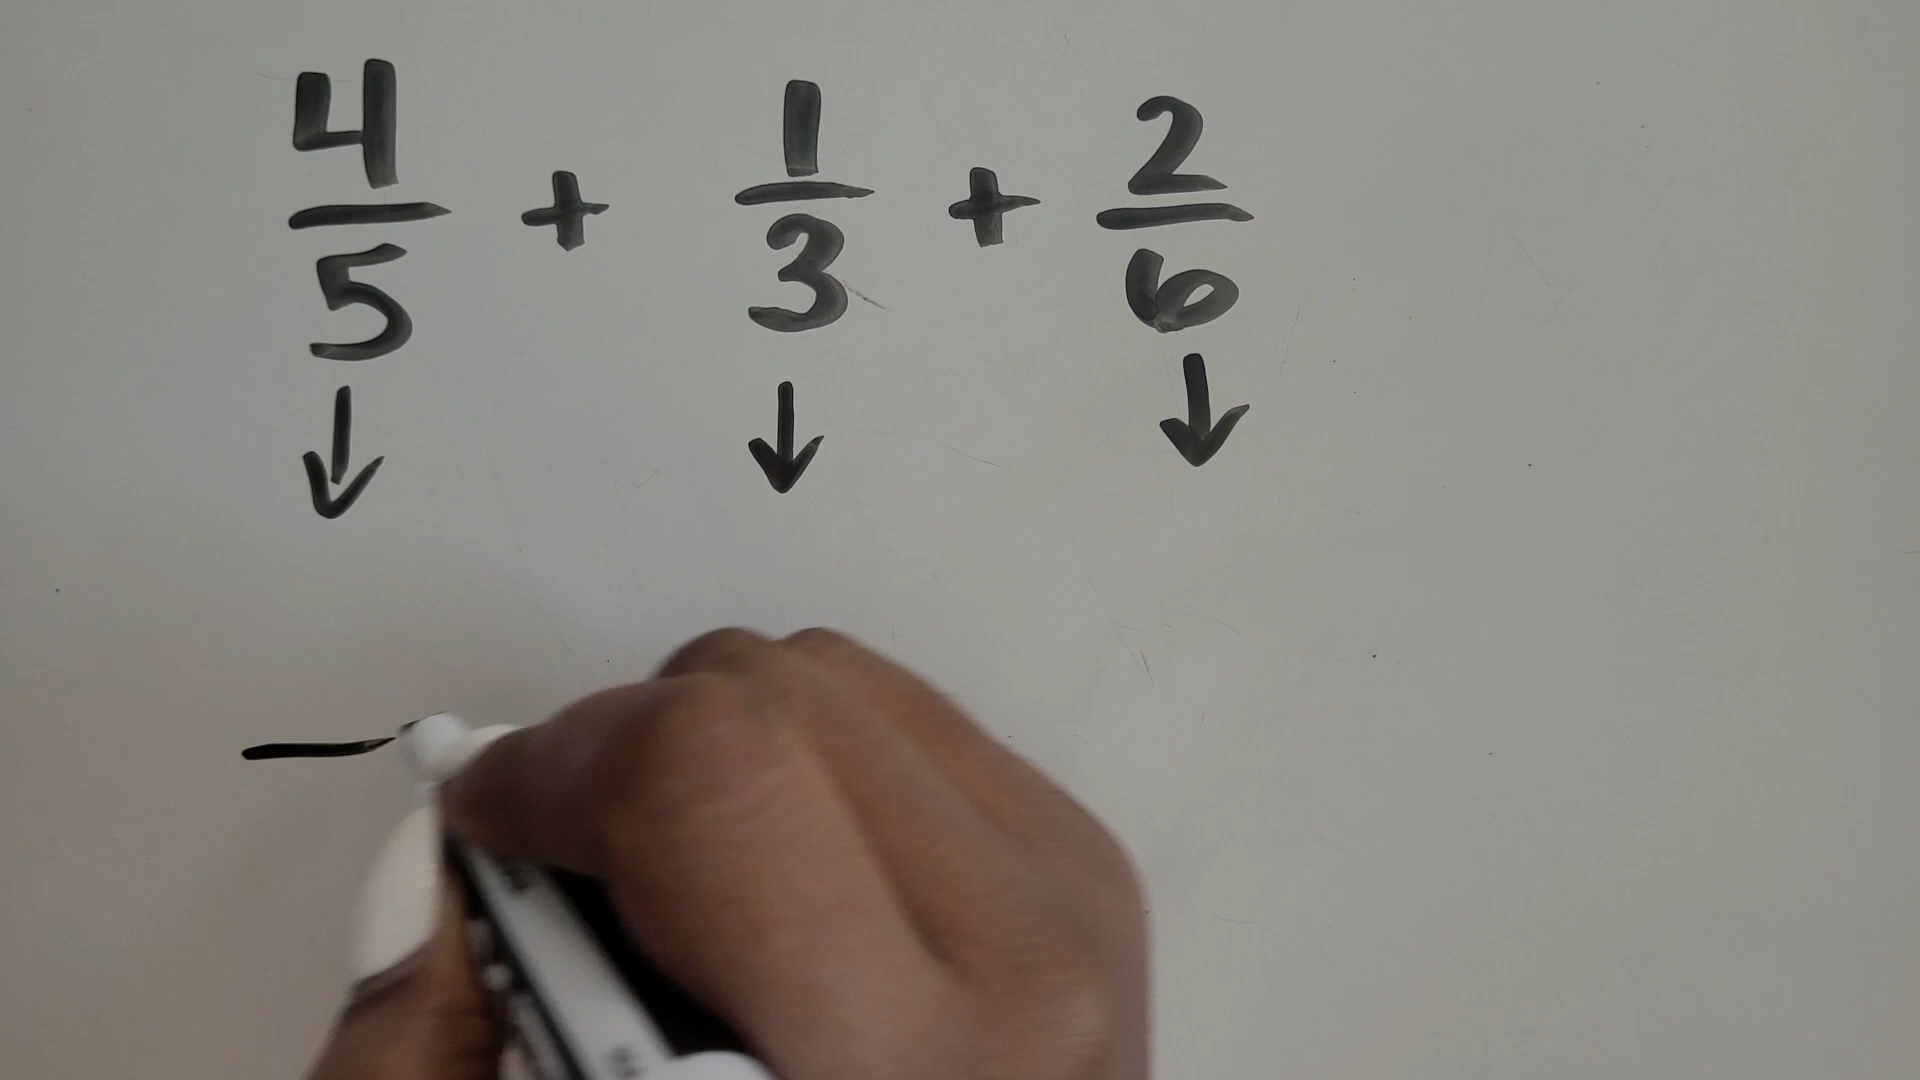 4/5 + 1/3 + 2/6
↓ ↓ ↓
—